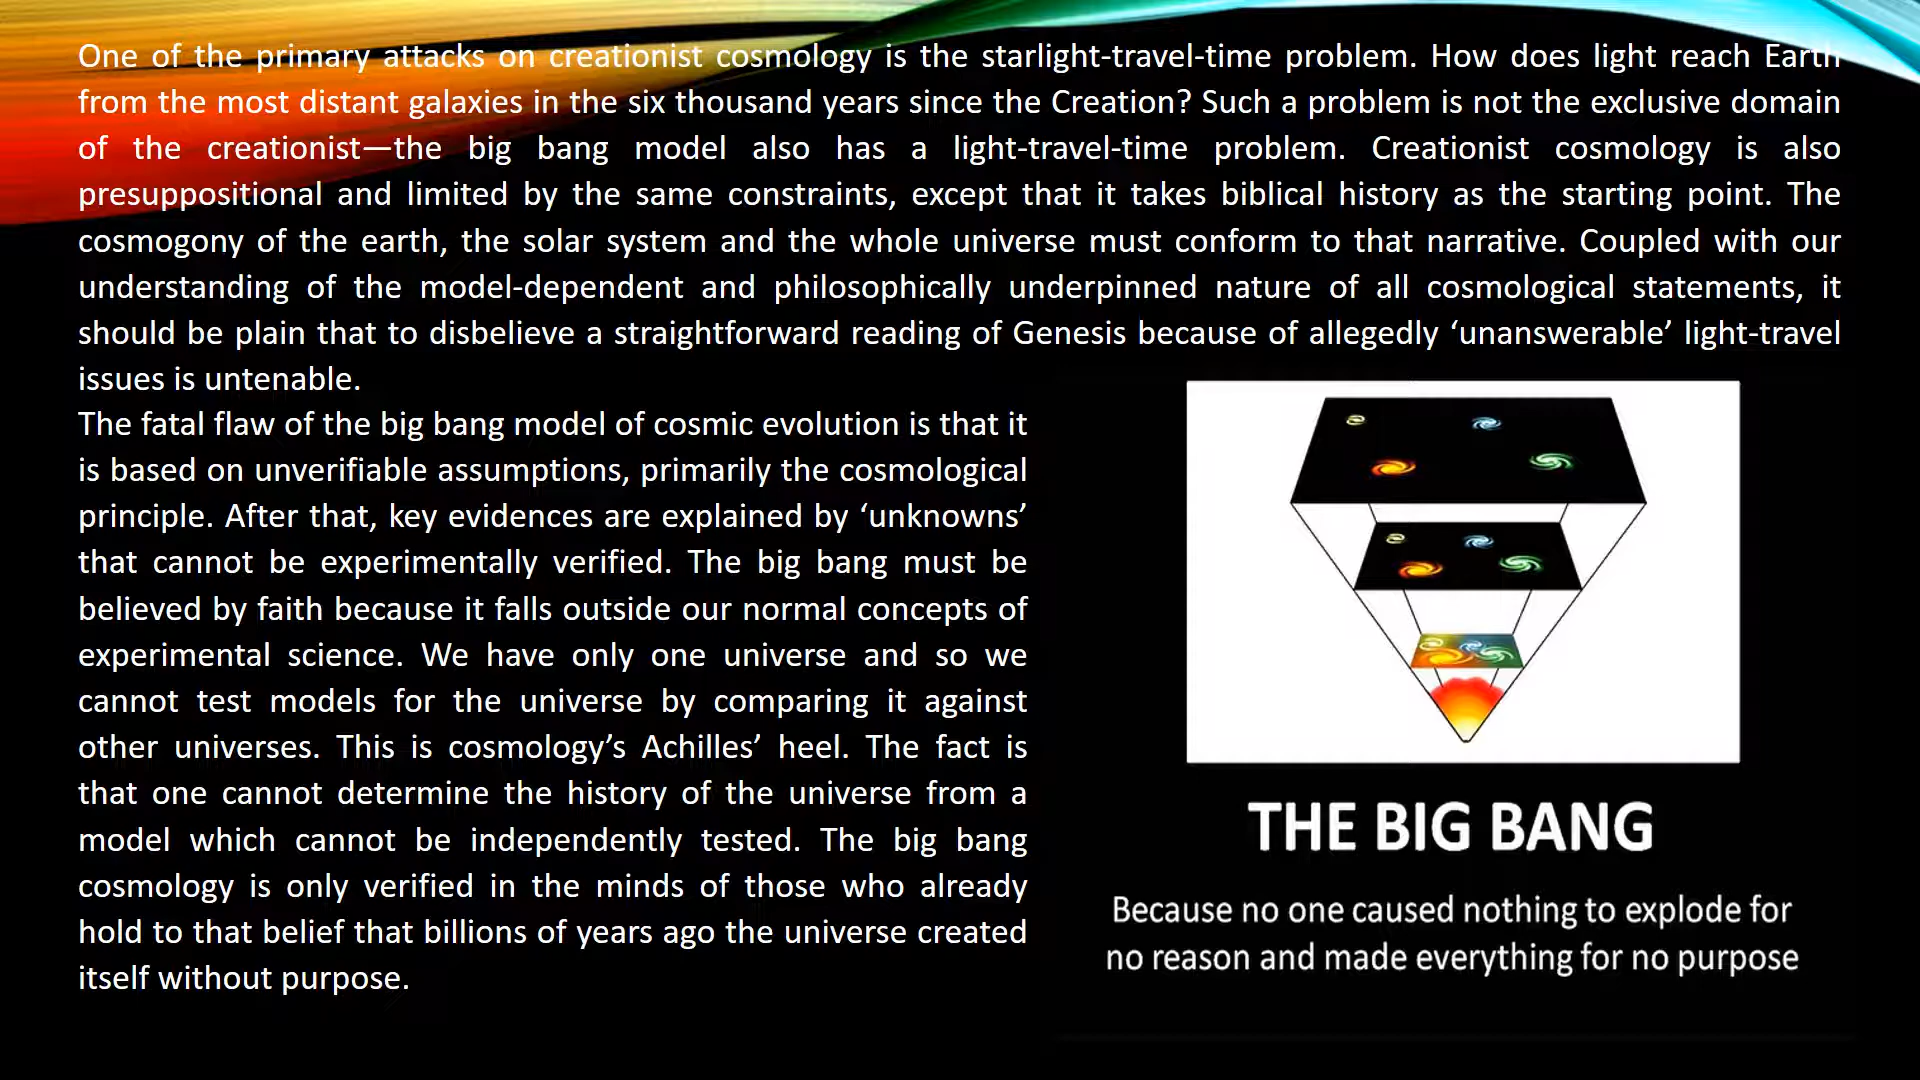 One of the primary attacks on creationist cosmology is the starlight-travel-time problem. How does light reach Earth
from the most distant galaxies in the six thousand years since the Creation? Such a problem is not the exclusive domain
of the creationist—the big bang model also has a light-travel-time problem. Creationist cosmology is also
presuppositional and limited by the same constraints, except that it takes biblical history as the starting point. The
cosmogony of the earth, the solar system and the whole universe must conform to that narrative. Coupled with our
understanding of the model-dependent and philosophically underpinned nature of all cosmological statements, it
should be plain that to disbelieve a straightforward reading of Genesis because of allegedly ‘unanswerable’ light-travel
issues is untenable.
The fatal flaw of the big bang model of cosmic evolution is that it
is based on unverifiable assumptions, primarily the cosmological
principle. After that, key evidences are explained by ‘unknowns’
that cannot be experimentally verified. The big bang must be
believed by faith because it falls outside our normal concepts of
experimental science. We have only one universe and so we
cannot test models for the universe by comparing it against
other universes. This is cosmology’s Achilles’ heel. The fact is
that one cannot determine the history of the universe from a
model which cannot be independently tested. The big bang
cosmology is only verified in the minds of those who already
hold to that belief that billions of years ago the universe created
itself without purpose.
THE BIG BANG
Because no one caused nothing to explode for
no reason and made everything for no purpose